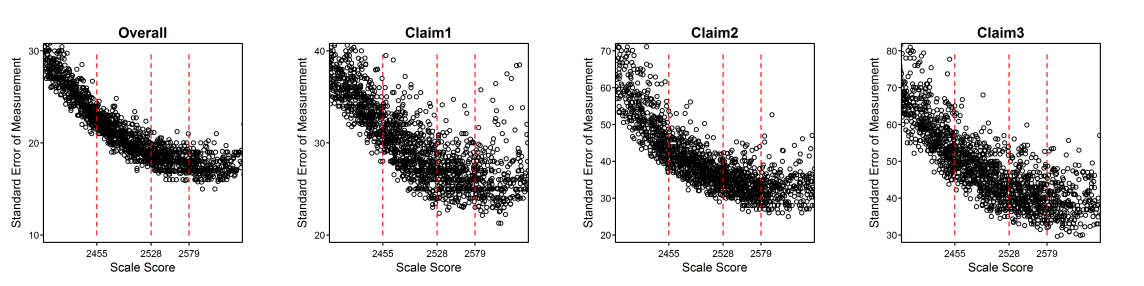 Overall
Standard Error of Measurement
30
20
10
2455 2528 2579
Scale Score
Claim1
Standard Error of Measurement
40
30
20
2455 2528 2579
Scale Score
Claim2
Standard Error of Measurement
70
60
50
40
30
20
2455 2528 2579
Scale Score
Claim3
Standard Error of Measurement
80
70
60
50
40
30
2455 2528 2579
Scale Score